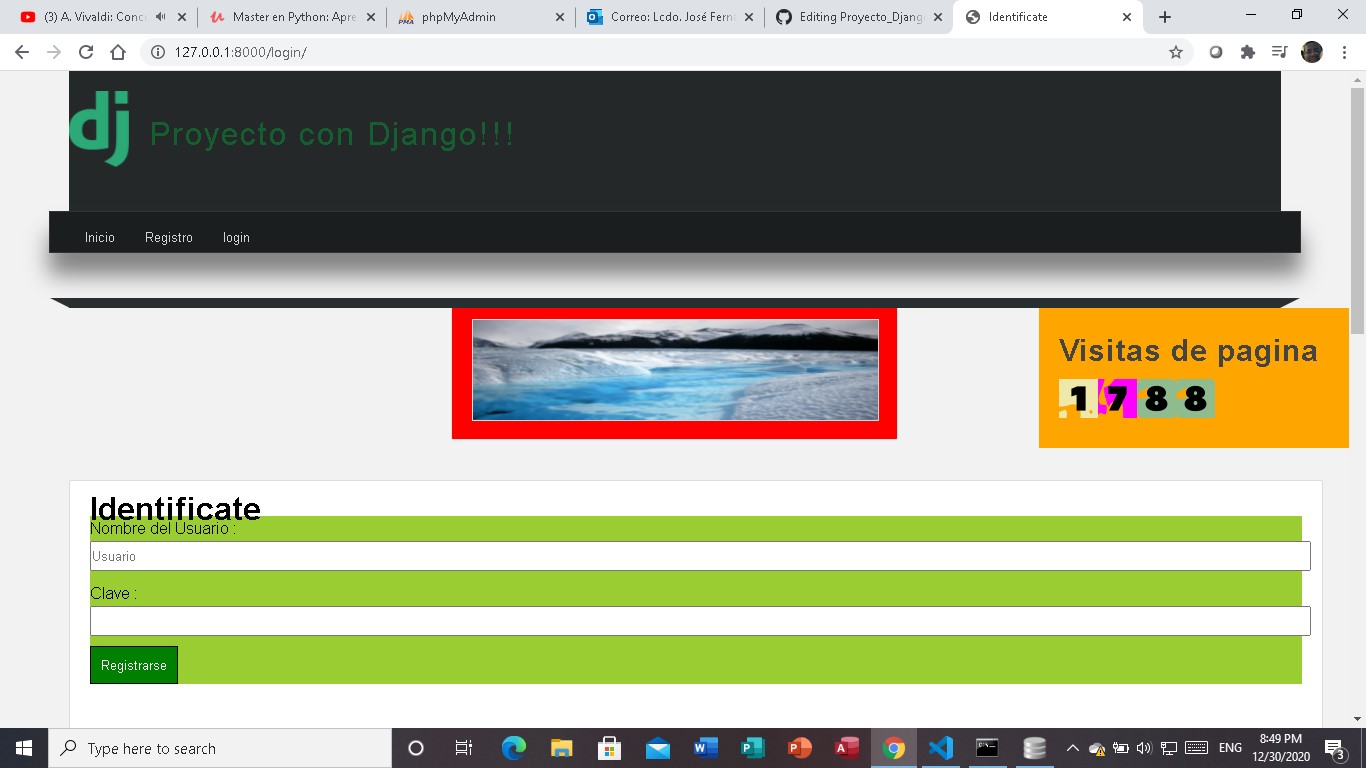 (3) A. Vivaldi: Conc
Master en Python: Apre
phpMyAdmin
Correo: Lcdo. José Fern
Editing Proyecto_Djang
Identificate
127.0.0.1:8000/login/
dj
Proyecto con Django!!!
Inicio
Registro
login
Visitas de pagina
1788
Identificate
Nombre del Usuario :
Usuario
Clave :
Registrarse
Type here to search
ENG
8:49 PM
12/30/2020
3